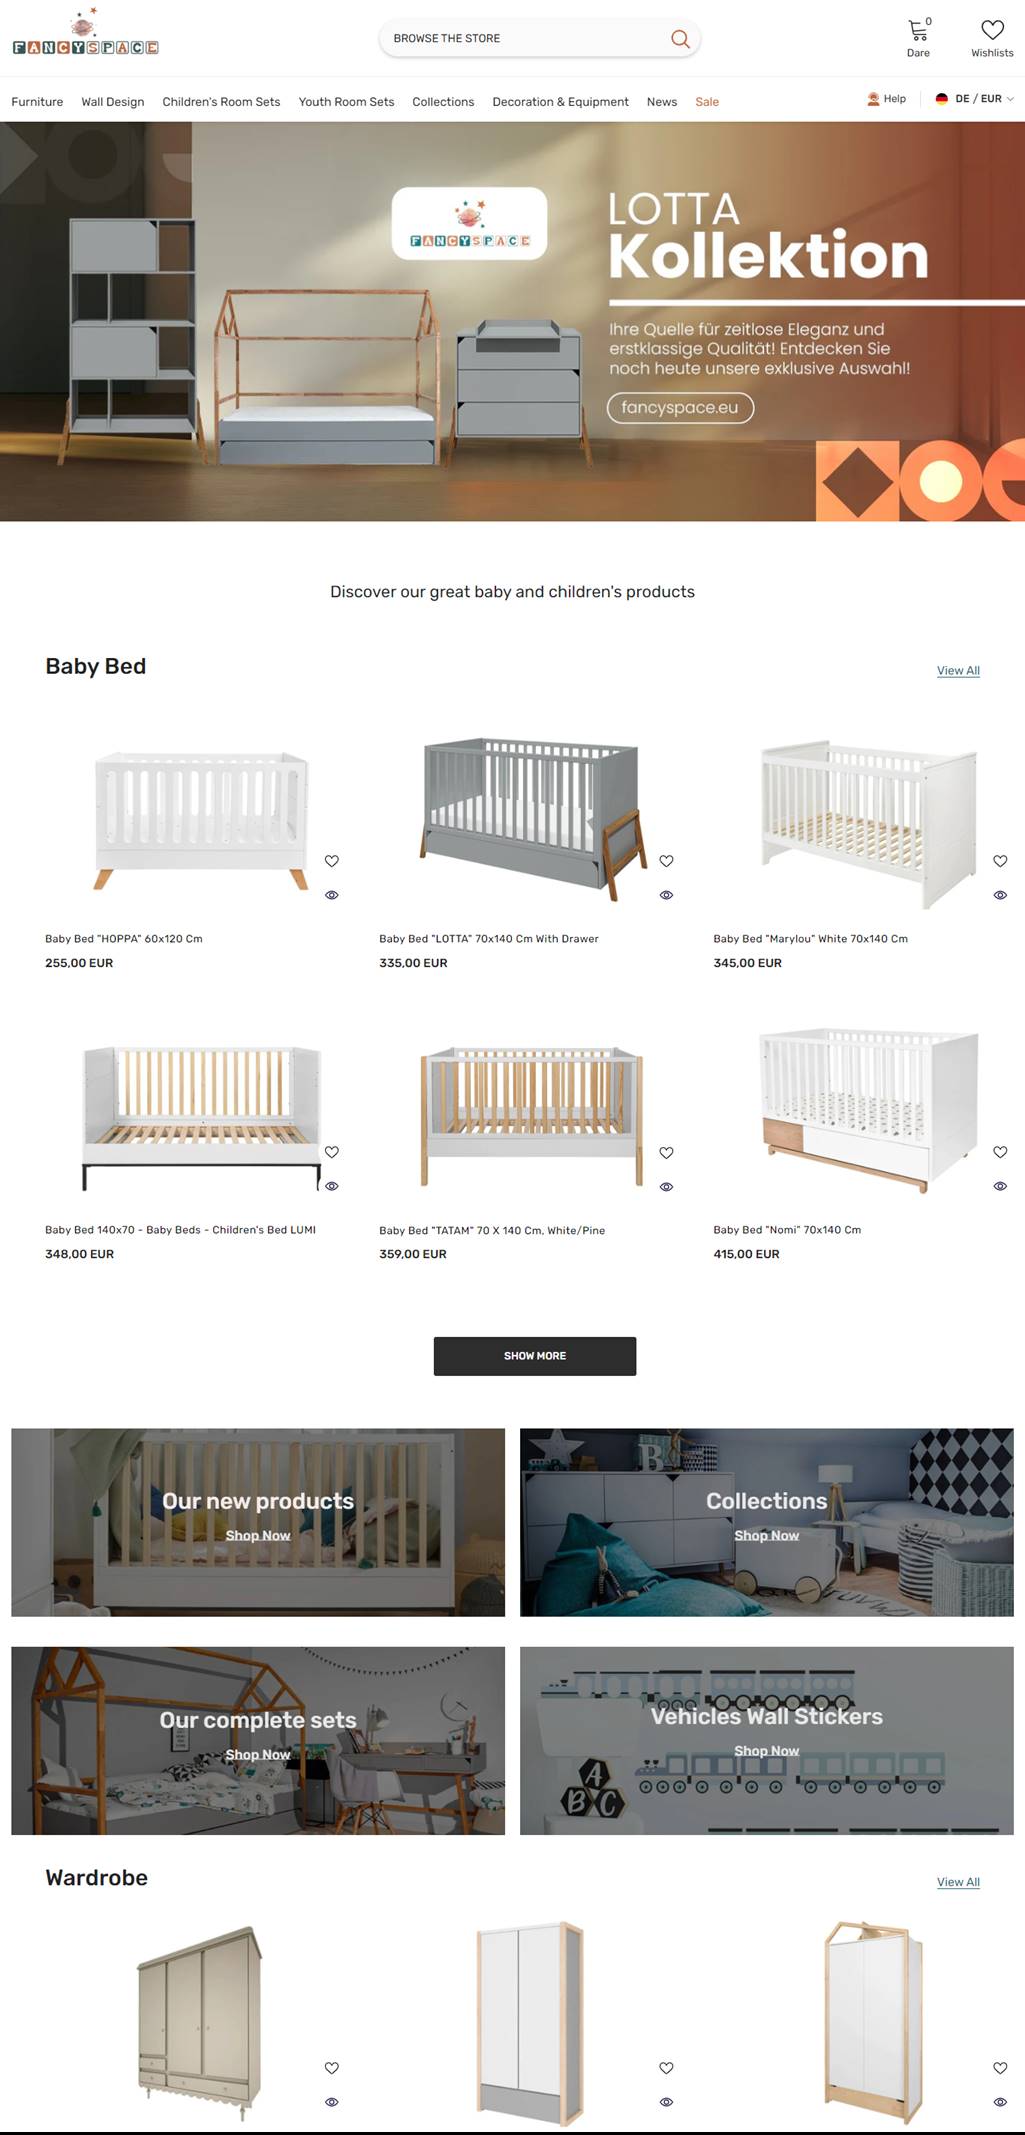 FANCYSPACE
BROWSE THE STORE
0
Dare
Wishlists
Furniture
Wall Design
Children's Room Sets
Youth Room Sets
Collections
Decoration & Equipment
News
Sale
Help
DE / EUR
FANCYSPACE
LOTTA
Kollektion
Ihre Quelle für zeitlose Eleganz und
erstklassige Qualität! Entdecken Sie
noch heute unsere exklusive Auswahl!
fancyspace.eu
Discover our great baby and children's products
Baby Bed
View All
Baby Bed "HOPPA" 60x120 Cm
255,00 EUR
Baby Bed "LOTTA" 70x140 Cm With Drawer
335,00 EUR
Baby Bed "Marylou" White 70x140 Cm
345,00 EUR
Baby Bed 140x70 - Baby Beds - Children's Bed LUMI
348,00 EUR
Baby Bed "TATAM" 70 X 140 Cm, White/Pine
359,00 EUR
Baby Bed "Nomi" 70x140 Cm
415,00 EUR
SHOW MORE
Our new products
Shop Now
B
Collections
Shop Now
Our complete sets
Shop Now
Vehicles Wall Stickers
Shop Now
A
B C
Wardrobe
View All